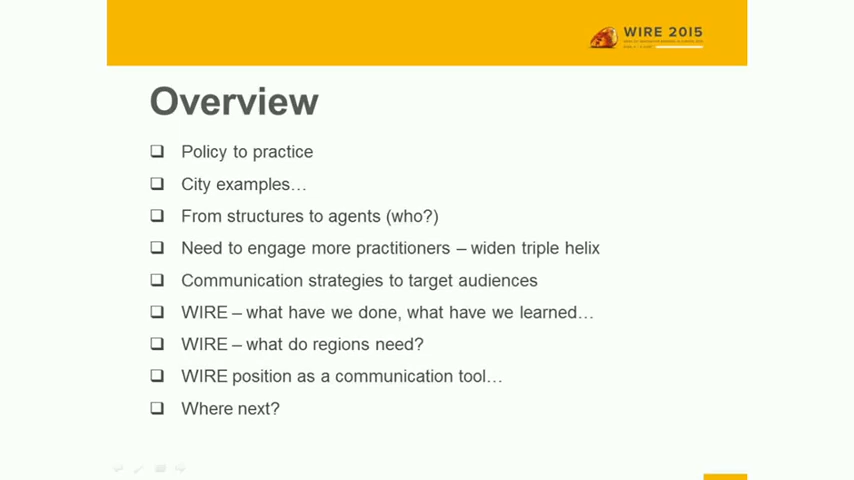 WIRE 2015
Overview
Policy to practice
City examples…
From structures to agents (who?)
Need to engage more practitioners – widen triple helix
Communication strategies to target audiences
WIRE – what have we done, what have we learned…
WIRE – what do regions need?
WIRE position as a communication tool…
Where next?